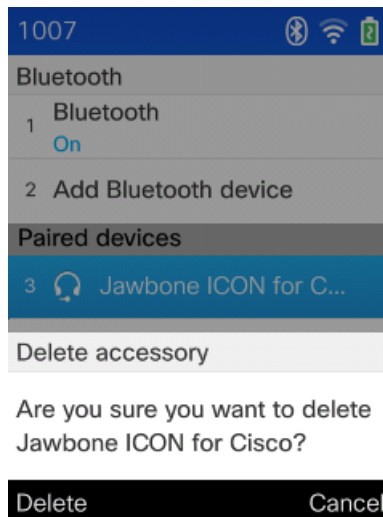 1007
Bluetooth
1 Bluetooth
On
2 Add Bluetooth device
Paired devices
3 Jawbone ICON for C...
Delete accessory
Are you sure you want to delete
Jawbone ICON for Cisco?
Delete Cancel